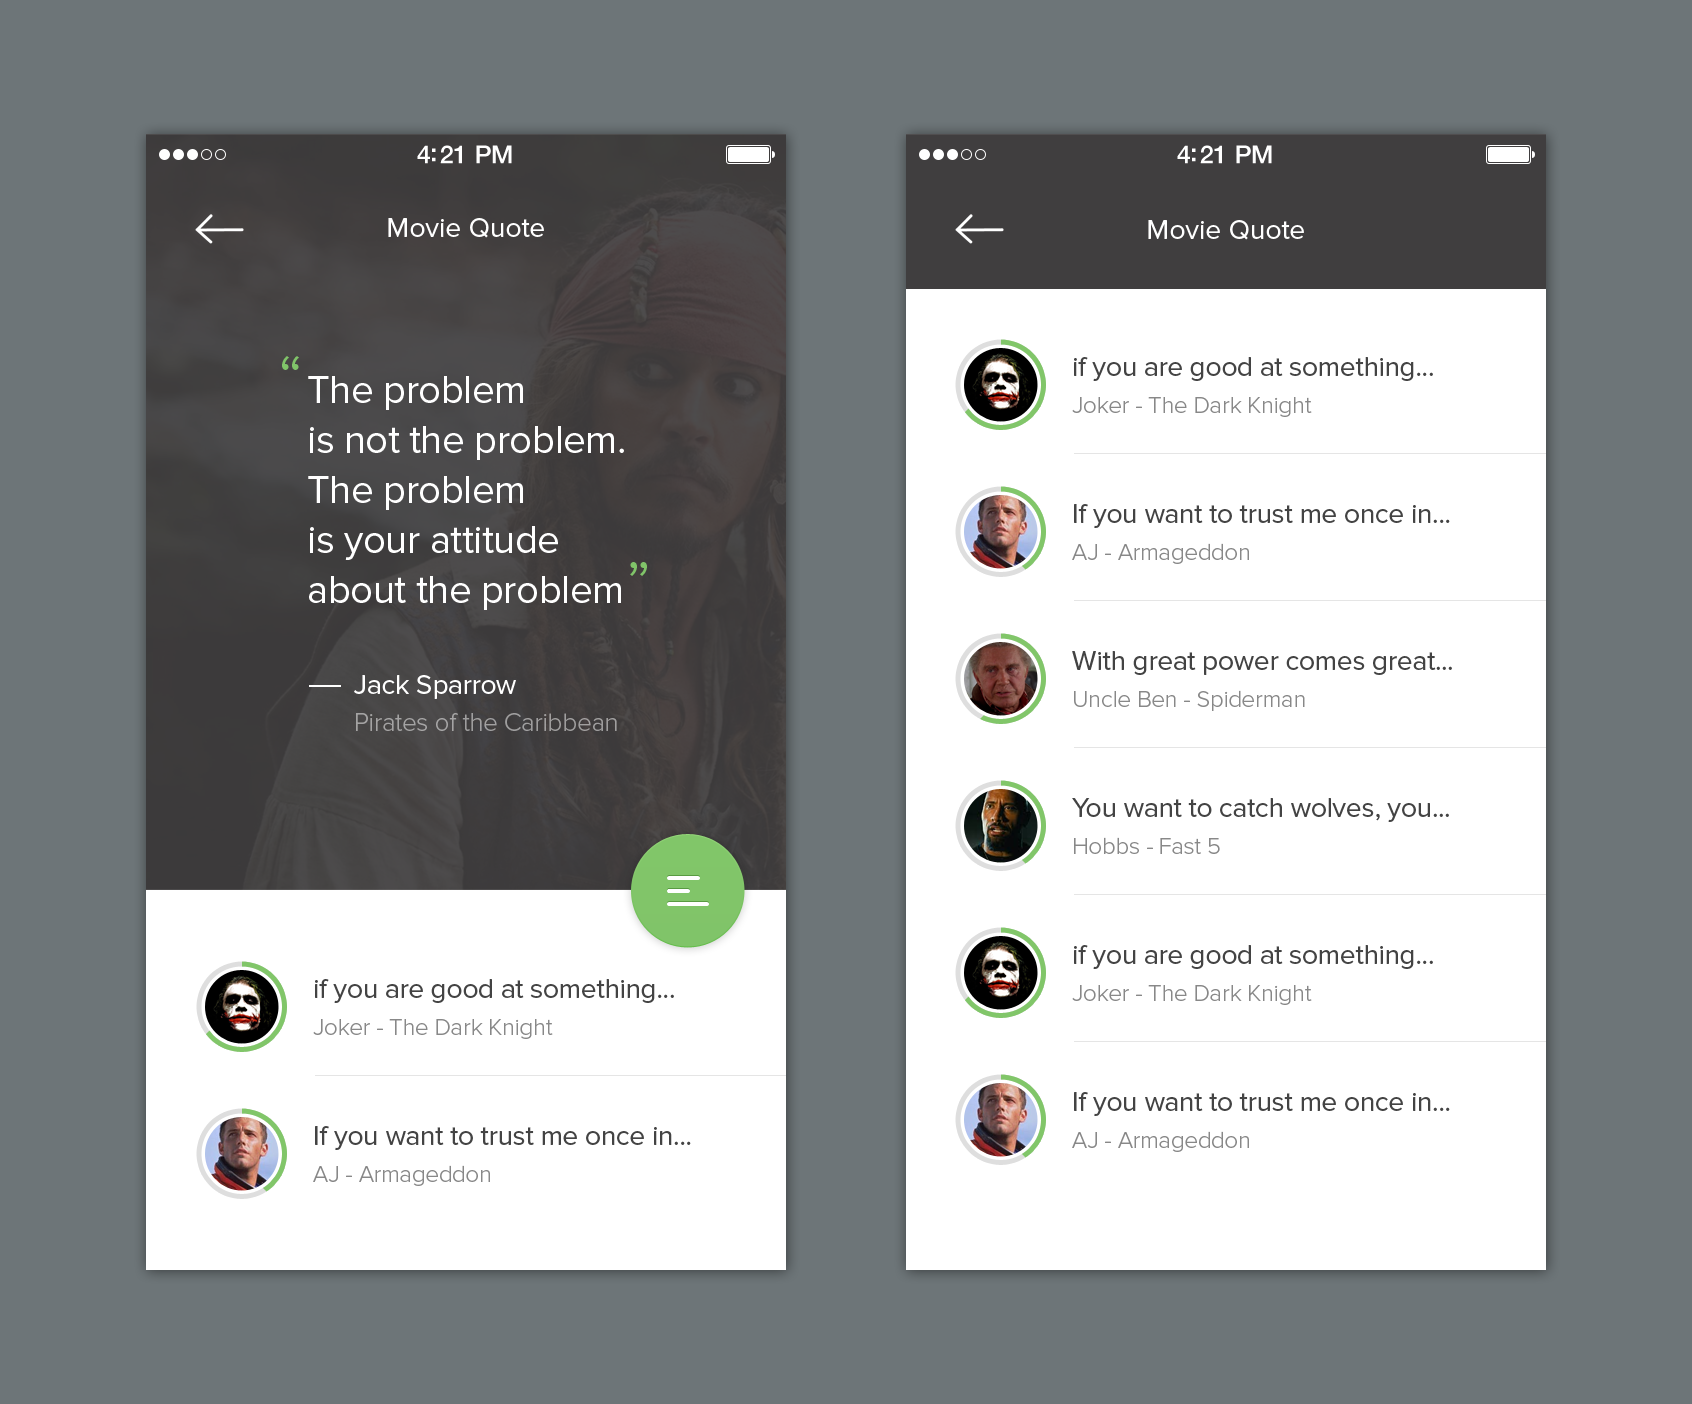 4:21 PM
Movie Quote
“The problem
is not the problem.
The problem
is your attitude
about the problem”
— Jack Sparrow
Pirates of the Caribbean
if you are good at something...
Joker - The Dark Knight
If you want to trust me once in...
AJ - Armageddon
4:21 PM
Movie Quote
if you are good at something...
Joker - The Dark Knight
If you want to trust me once in...
AJ - Armageddon
With great power comes great...
Uncle Ben - Spiderman
You want to catch wolves, you...
Hobbs - Fast 5
if you are good at something...
Joker - The Dark Knight
If you want to trust me once in...
AJ - Armageddon